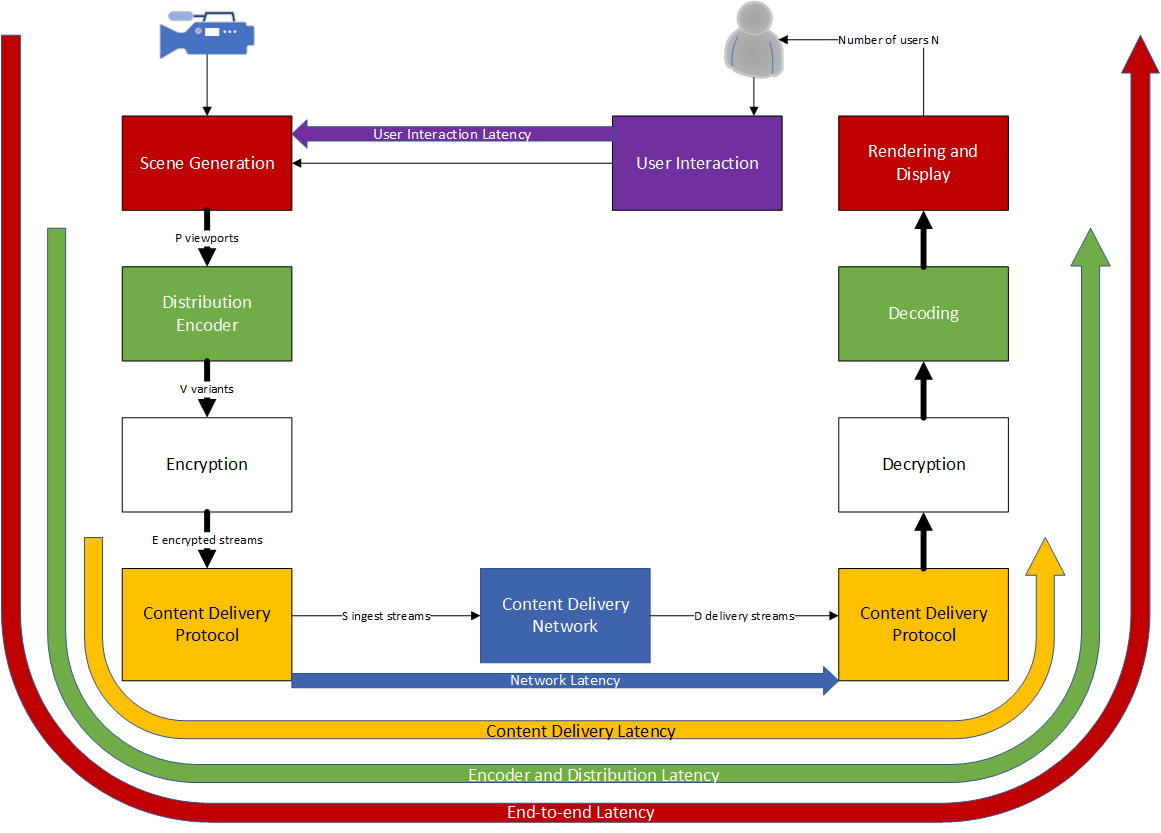 Number of users N
User Interaction Latency
Scene Generation
User Interaction
Rendering and
Display
P viewports
Distribution
Encoder
Decoding
V variants
Encryption
Decryption
E encrypted streams
Content Delivery
Protocol
S ingest streams
Content Delivery
Network
D delivery streams
Content Delivery
Protocol
Network Latency
Content Delivery Latency
Encoder and Distribution Latency
End-to-end Latency